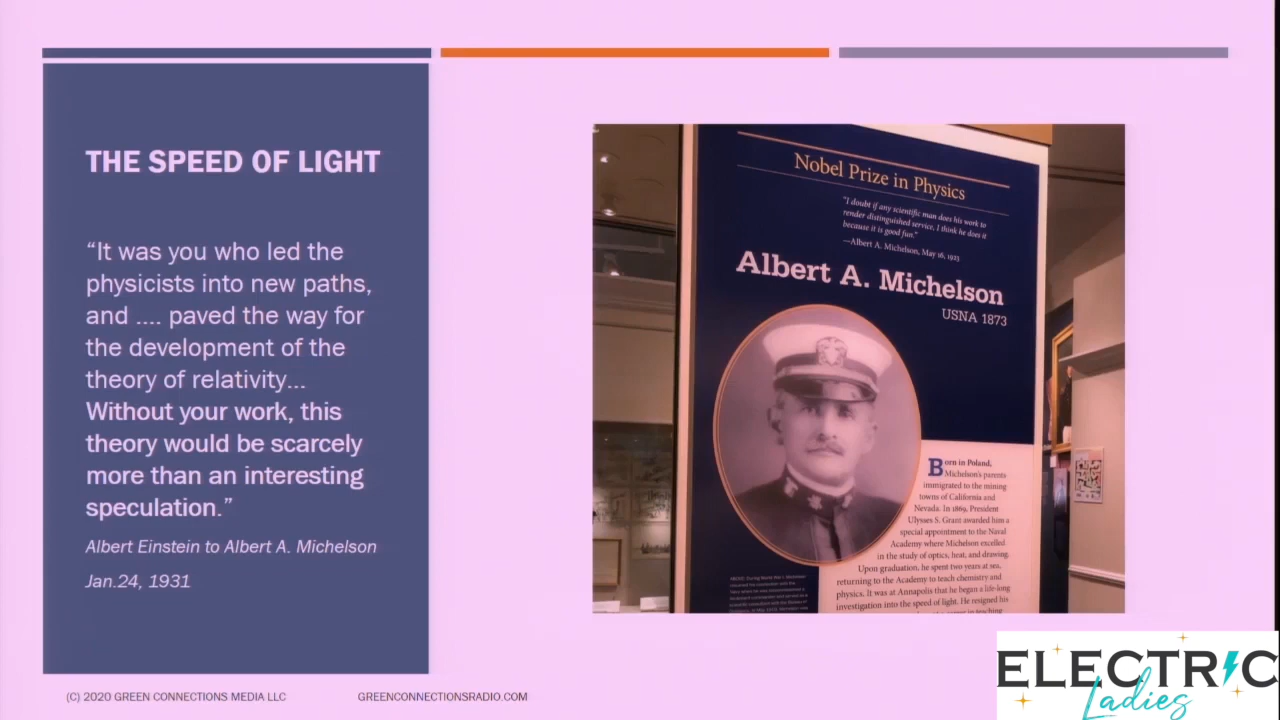 THE SPEED OF LIGHT
“It was you who led the
physicists into new paths,
and .... paved the way for
the development of the
theory of relativity...
Without your work, this
theory would be scarcely
more than an interesting
speculation.”
Albert Einstein to Albert A. Michelson
Jan.24, 1931
Nobel Prize in Physics
"I doubt if any scientific man does his work to
render distinguished service, I think he does it
because it is good fun."
—Albert A. Michelson, May 16, 1923
Albert A. Michelson
USNA 1873
Born in Poland,
Michelson's parents
immigrated to the mining
towns of California and
Nevada. In 1869, President
Ulysses S. Grant awarded him a
special appointment to the Naval
Academy where Michelson excelled
in the study of optics, heat, and drawing.
Upon graduation, he spent two years at sea,
returning to the Academy to teach chemistry and
physics. It was at Annapolis that he began a life-long
investigation into the speed of light. He resigned his
(C) 2020 GREEN CONNECTIONS MEDIA LLC
GREENCONNECTIONSRADIO.COM
ELECTRIC
Ladies